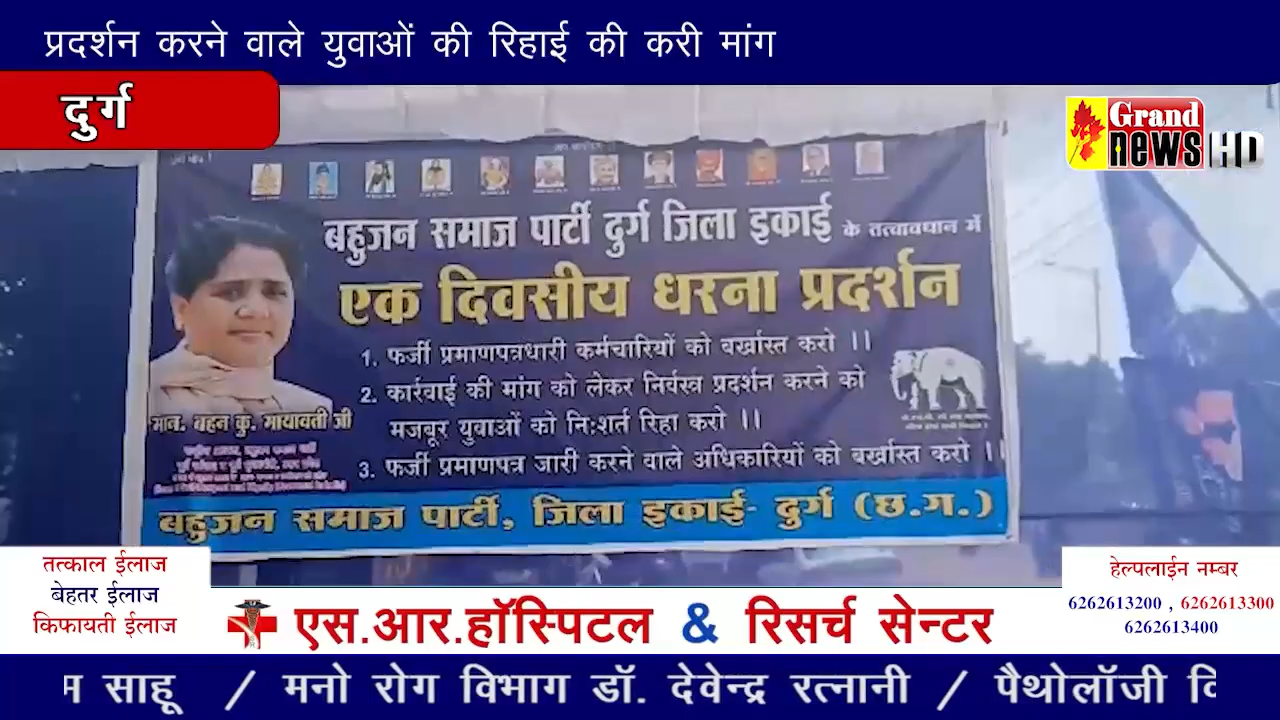 प्रदर्शन करने वाले युवाओं की रिहाई की करी मांग
दुर्ग
Grand
news HD
बहुजन समाज पार्टी दुर्ग जिला इकाई के तत्वावधान में
एक दिवसीय धरना प्रदर्शन
1. फर्जी प्रमाणपत्रधारी कर्मचारियों को बर्खास्त करो ।।
2. कार्रवाई की मांग को लेकर निर्वस्त्र प्रदर्शन करने को
मजबूर युवाओं को निःशर्त रिहा करो ।।
3. फर्जी प्रमाणपत्र जारी करने वाले अधिकारियों को बर्खास्त करो ।।
मान. बहन कु. मायावती जी
बहुजन समाज पार्टी, जिला इकाई- दुर्ग (छ.ग.)
तत्काल ईलाज
बेहतर ईलाज
किफायती ईलाज
एस.आर.हॉस्पिटल & रिसर्च सेन्टर
हेल्पलाईन नम्बर
6262613200 , 6262613300
6262613400
साहू / मनो रोग विभाग डॉ. देवेन्द्र रत्नानी / पैथोलॉजी